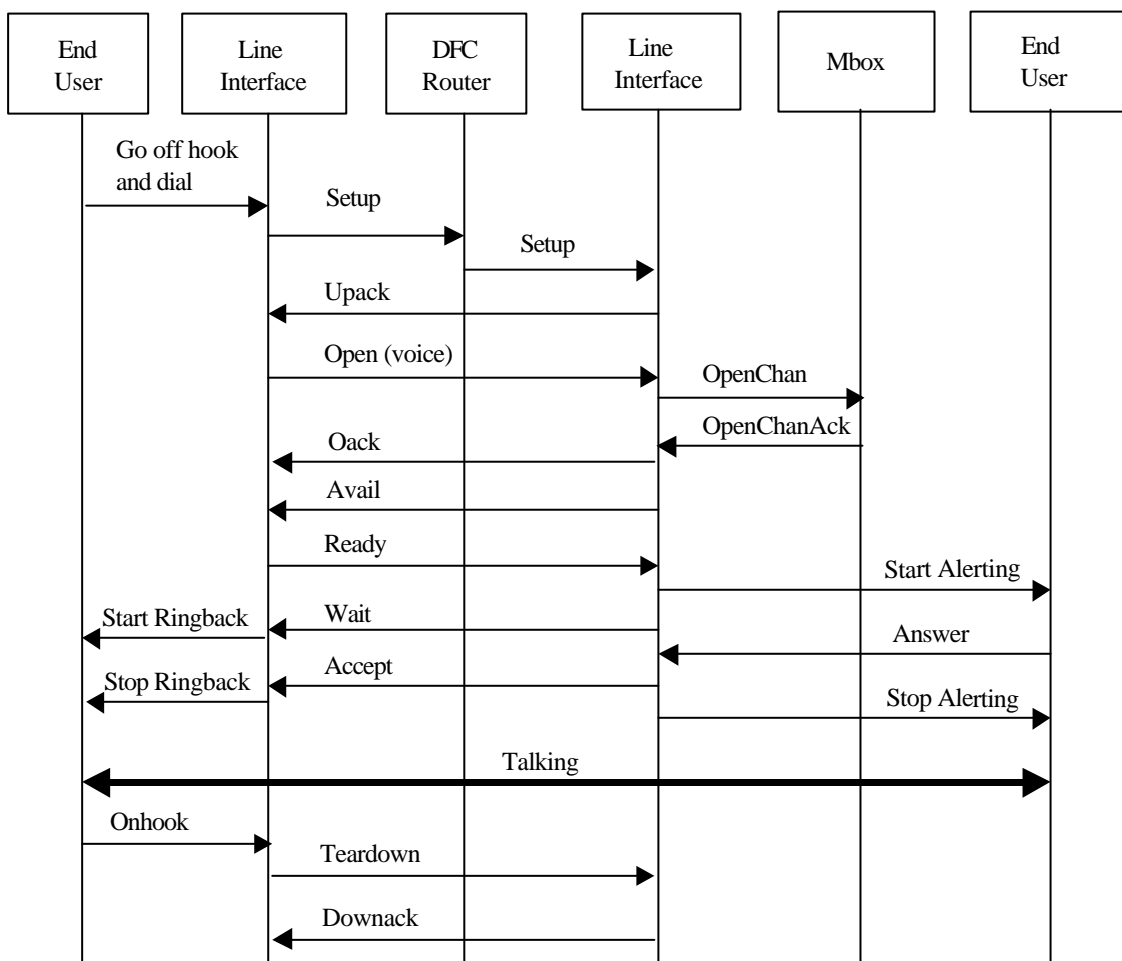 End
User
Line
Interface
DFC
Router
Line
Interface
Mbox
End
User
Go off hook
and dial
Setup
Setup
Upack
Open (voice)
OpenChan
OpenChanAck
Oack
Avail
Ready
Start Alerting
Wait
Start Ringback
Answer
Accept
Stop Ringback
Stop Alerting
Talking
Onhook
Teardown
Downack